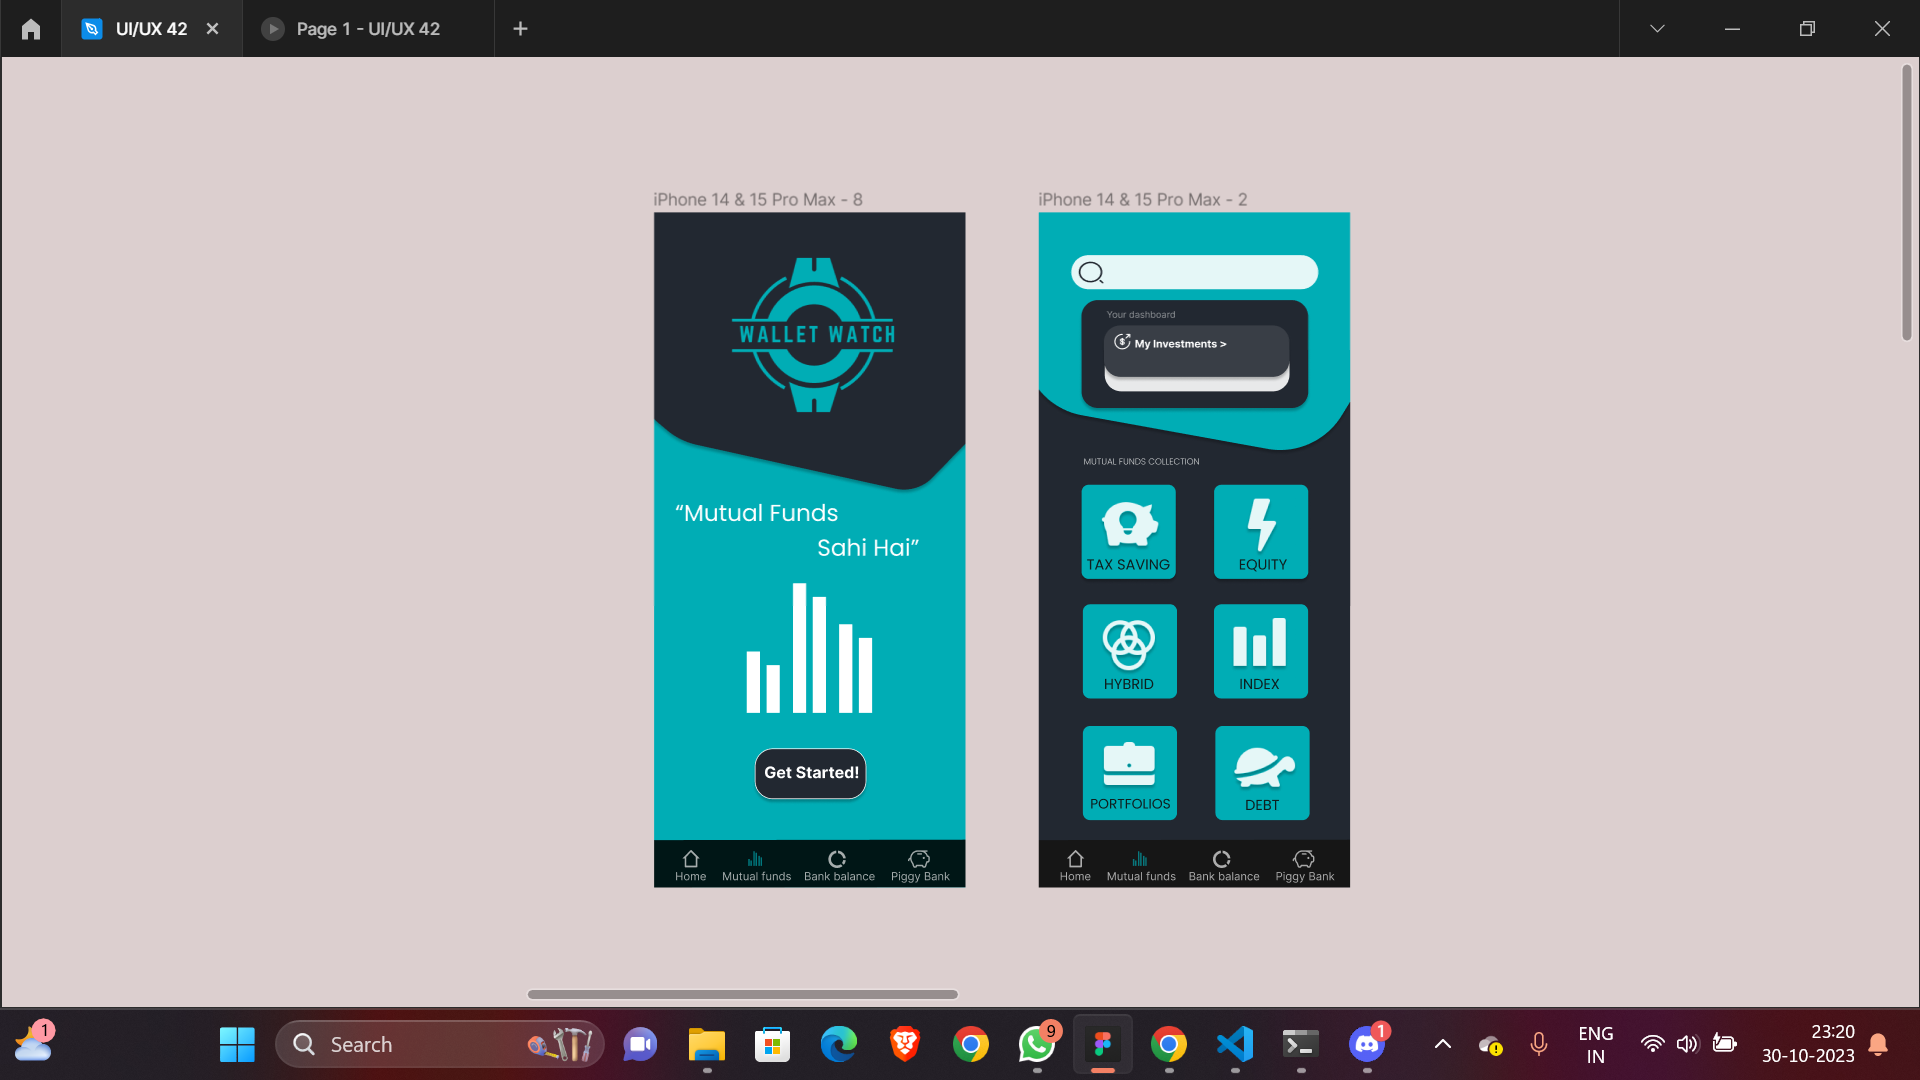 UI/UX 42
Page 1 - UI/UX 42
iPhone 14 & 15 Pro Max - 8
WALLET WATCH
“Mutual Funds
Sahi Hai”
Get Started!
Home
Mutual funds
Bank balance
Piggy Bank
iPhone 14 & 15 Pro Max - 2
Your dashboard
$
My Investments >
MUTUAL FUNDS COLLECTION
TAX SAVING
EQUITY
HYBRID
INDEX
PORTFOLIOS
DEBT
Home
Mutual funds
Bank balance
Piggy Bank
1
Search
9
1
ENG
IN
23:20
30-10-2023